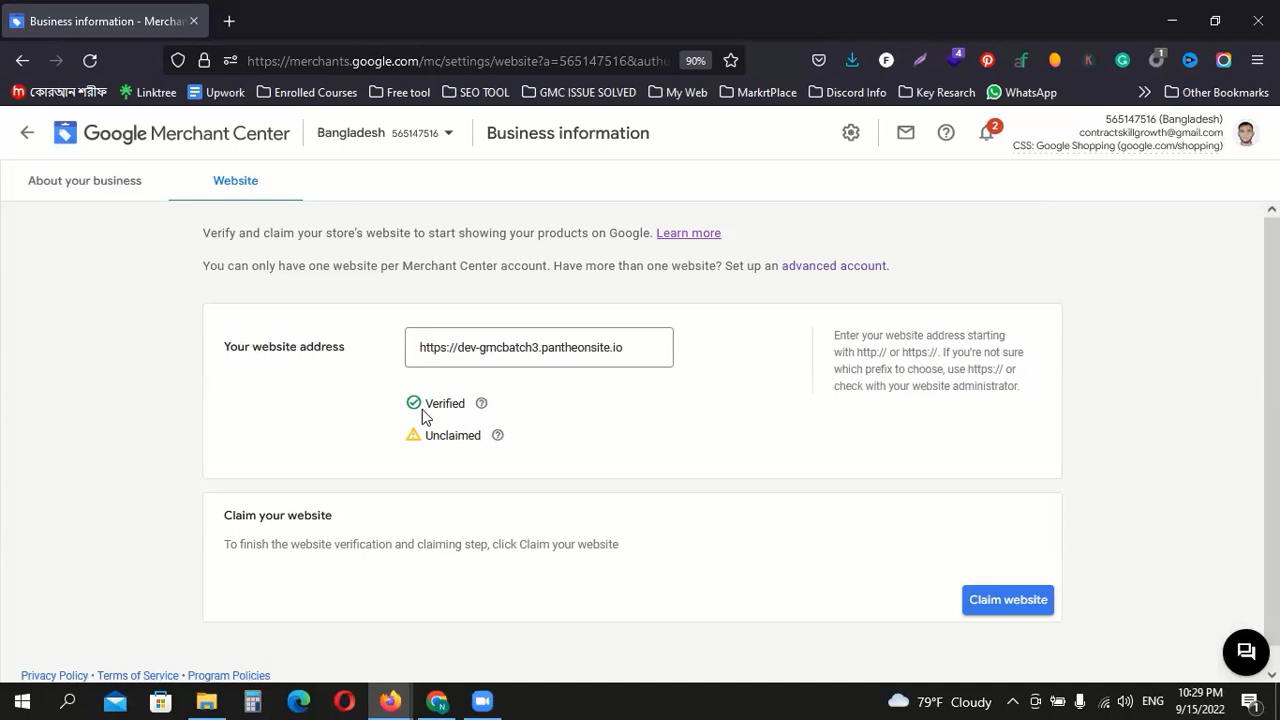 Business information - Merchan
https://merchants.google.com/mc/settings/website?a=565147516&authu
90%
4
1
কোরআন শরীফ
Linktree
Upwork
Enrolled Courses
Free tool
SEO TOOL
GMC ISSUE SOLVED
My Web
MakrtPlace
Discord Info
Key Resarch
WhatsApp
Other Bookmarks
Google Merchant Center
Bangladesh 565147516
Business information
2
565147516 (Bangladesh)
contractskillgrowth@gmail.com
CSS: Google Shopping (google.com/shopping)
About your business
Website
Verify and claim your store's website to start showing your products on Google. Learn more
You can only have one website per Merchant Center account. Have more than one website? Set up an advanced account.
Your website address
https://dev-gmcbatch3.pantheonsite.io
Enter your website address starting
with http:// or https://. If you're not sure
which prefix to choose, use https:// or
check with your website administrator.
Verified
Unclaimed
Claim your website
To finish the website verification and claiming step, click Claim your website
Claim website
Privacy Policy • Terms of Service • Program Policies
79°F Cloudy
ENG
10:29 PM
9/15/2022
1